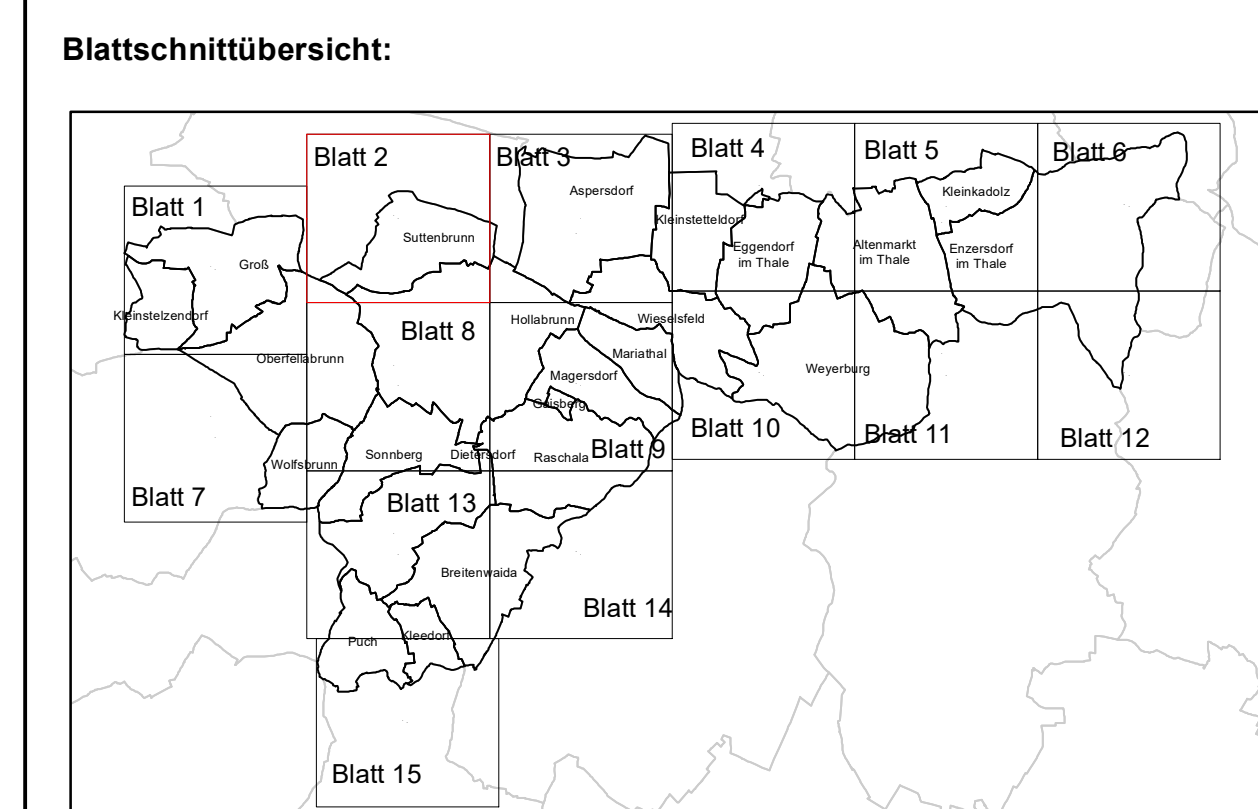 Blattschnittübersicht:
Blatt 1
Blatt 2
Blatt 3
Blatt 4
Blatt 5
Blatt 6
Aspersdorf
Kleinkadolz
Kleinstetteldorf
Suttenbrunn
Eggendorf
im Thale
Altenmarkt
im Thale
Enzersdorf
im Thale
Groß
Kleinstelzendorf
Hollabrunn
Wieselsfeld
Blatt 8
Mariathal
Oberfellabrunn
Weyerburg
Magersdorf
Gaisberg
Blatt 10
Blatt 11
Blatt 12
Blatt 9
Sonnberg
Dietersdorf
Raschala
Wolfsbrunn
Blatt 7
Blatt 13
Breitenwaida
Blatt 14
Puch
Kleedorf
Blatt 15